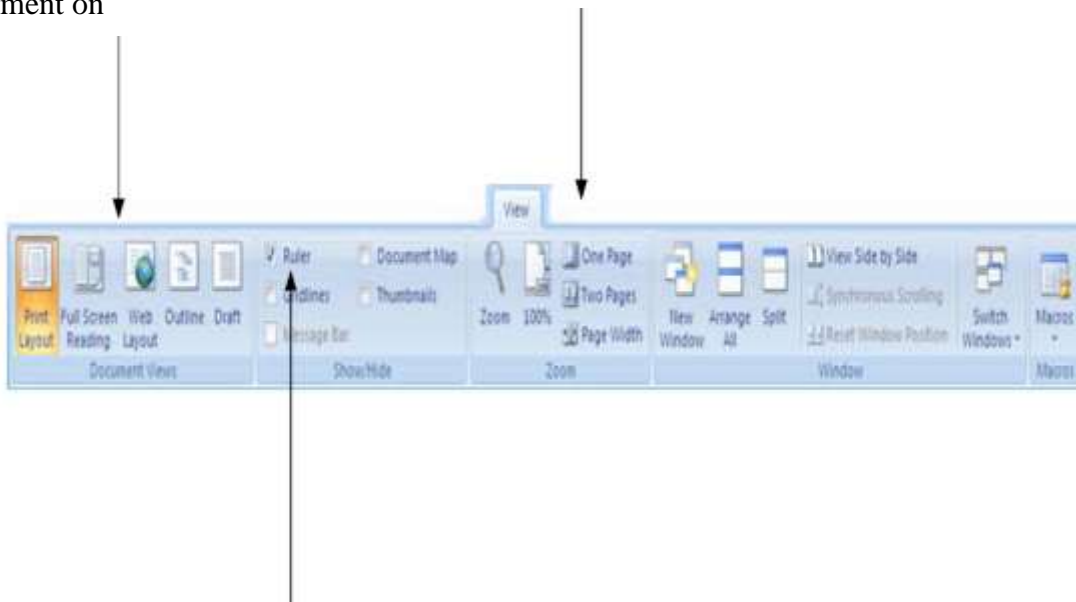 ment on
View
Ruler
Document Map
One Page
View Side by Side
Gridlines
Thumbnails
Two Pages
Synchronous Scrolling
Print Layout
Full Screen Reading
Web Layout
Outline
Draft
Message Bar
Zoom
100%
Page Width
New Window
Arrange All
Split
Reset Window Position
Switch Windows
Macros
Document Views
Show/Hide
Zoom
Window
Macros